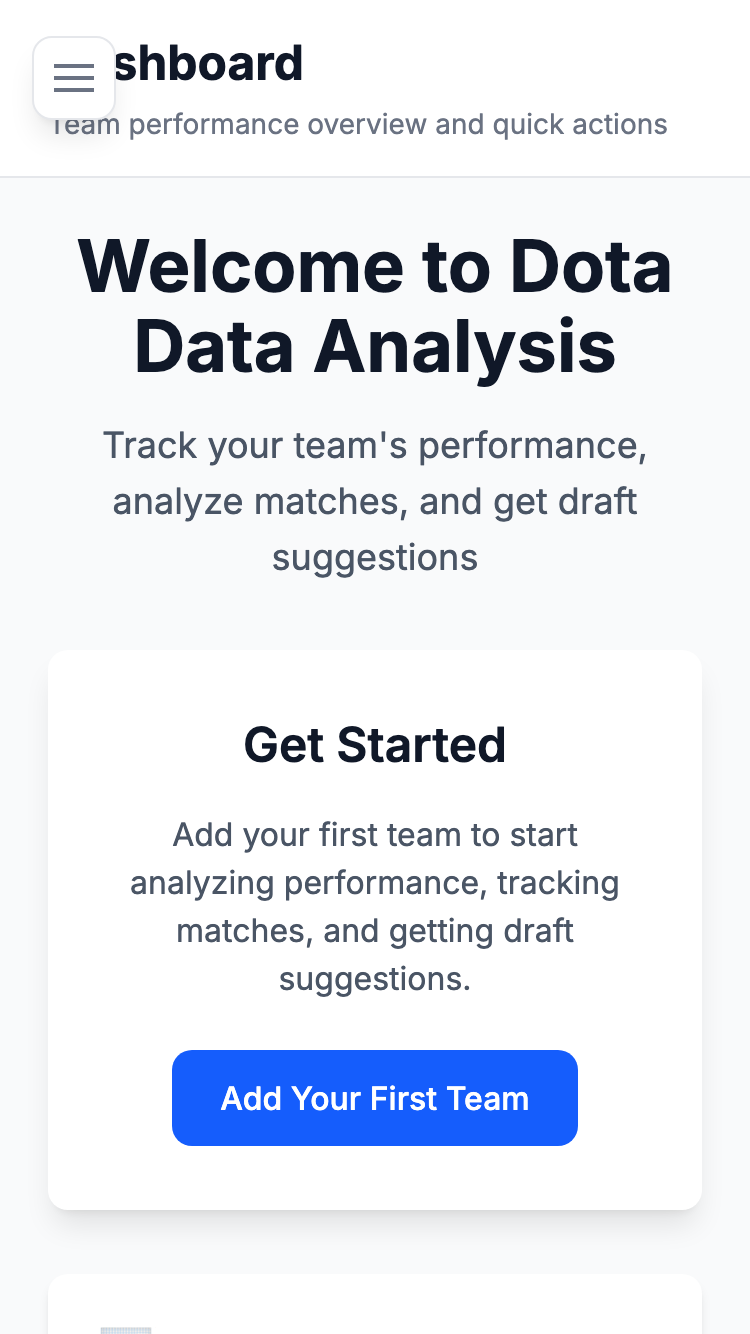 shboard
Team performance overview and quick actions
Welcome to Dota
Data Analysis
Track your team's performance,
analyze matches, and get draft
suggestions
Get Started
Add your first team to start
analyzing performance, tracking
matches, and getting draft
suggestions.
Add Your First Team